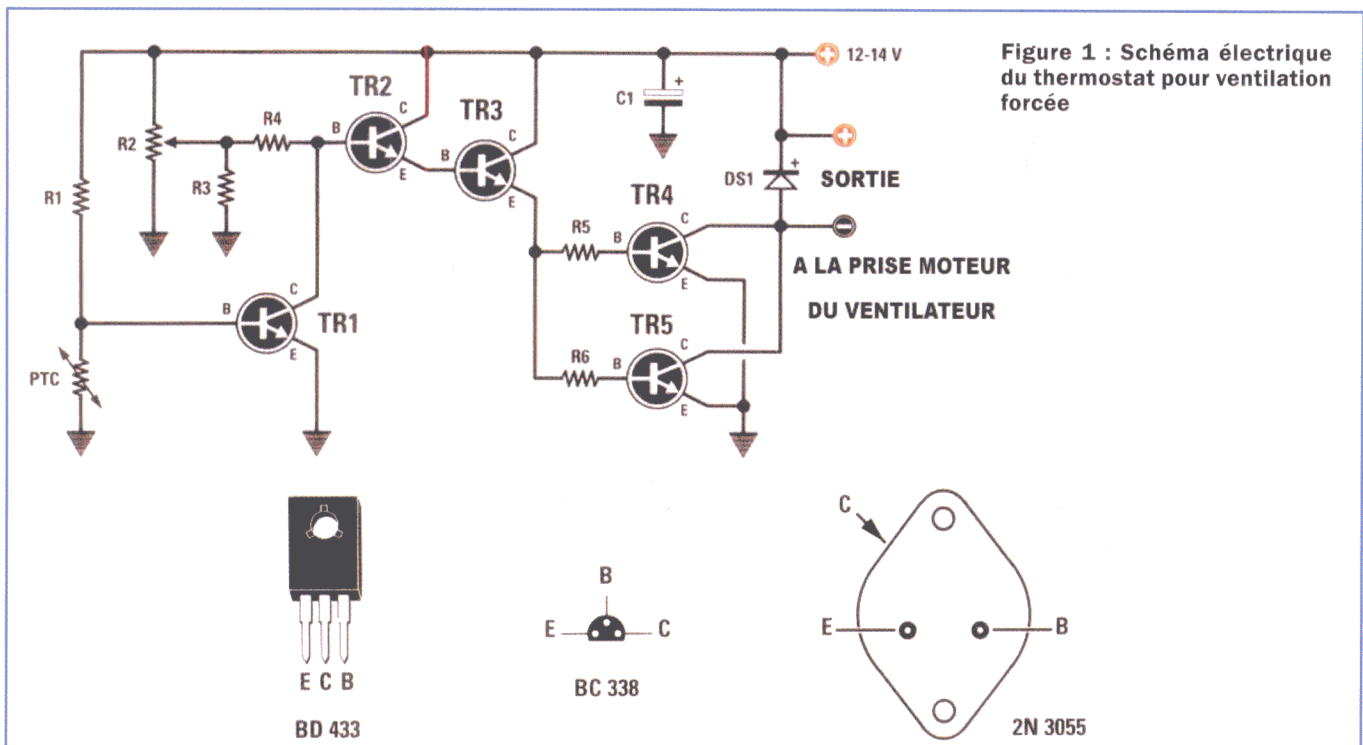 Figure 1 : Schéma électrique
du thermostat pour ventilation
forcée
12-14 V
TR2
C
B
E
TR3
C
B
E
C1
+
R4
R2
R3
R1
DS1
+
SORTIE
TR4
C
R5
B
E
A LA PRISE MOTEUR
DU VENTILATEUR
C
B
TR1
E
TR5
C
R6
B
E
PTC
E C B
BD 433
B
E
C
BC 338
C
E
B
2N 3055